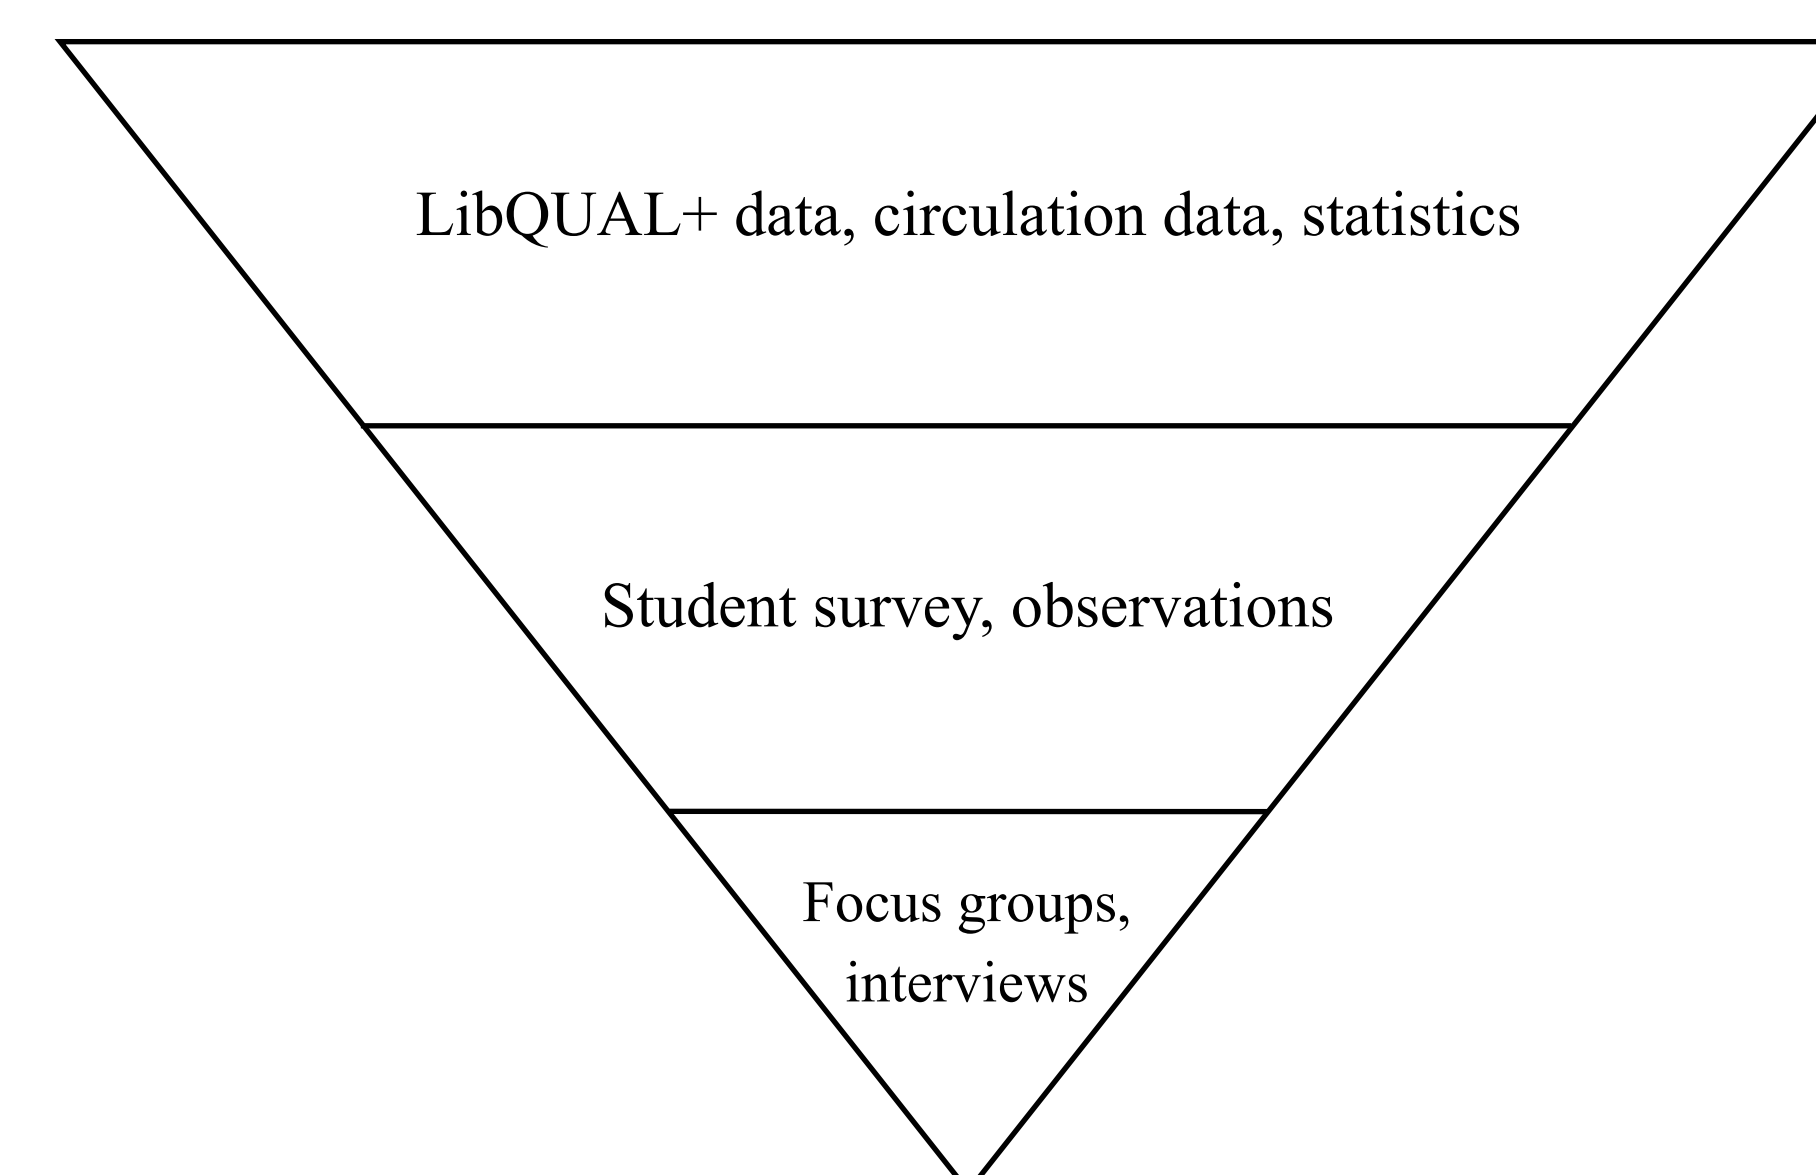 LibQUAL+ data, circulation data, statistics
Student survey, observations
Focus groups,
interviews